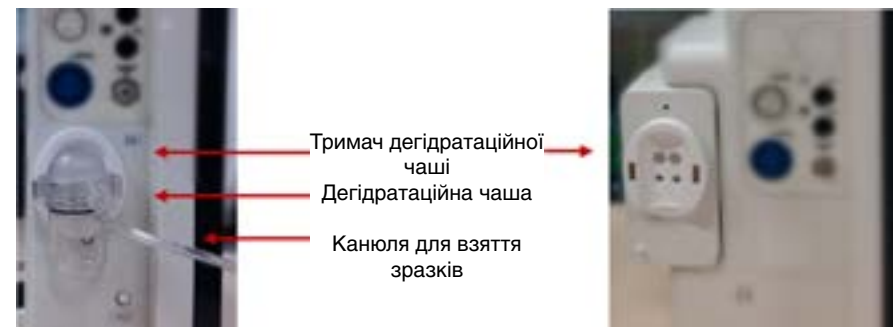 Тримач дегідратаційної
чаші
Дегідратаційна чаша
Канюля для взяття
зразків